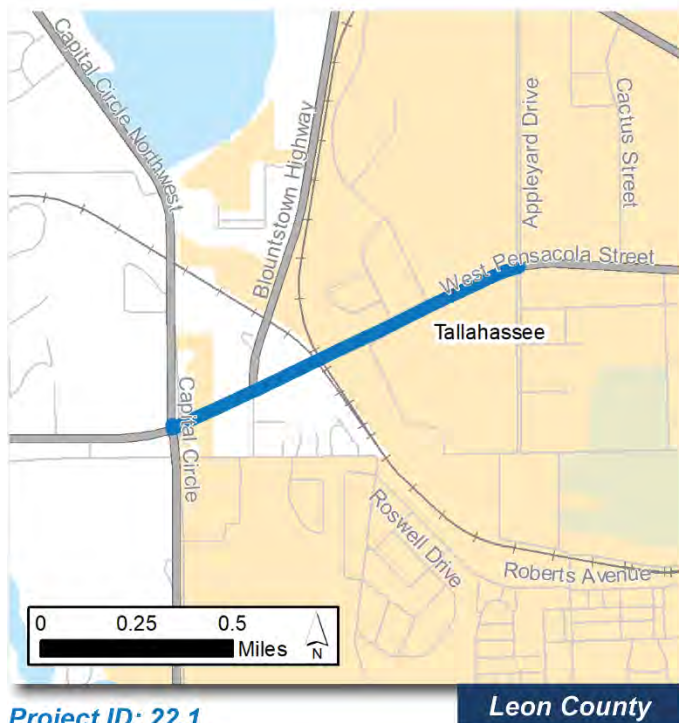 Capital Circle Northwest
Blountstown Highway
Appleyard Drive
Cactus Street
West Pensacola Street
Tallahassee
Capital Circle
Roswell Drive
Roberts Avenue
0 0.25 0.5
Miles
N
Project ID: 22.1
Leon County